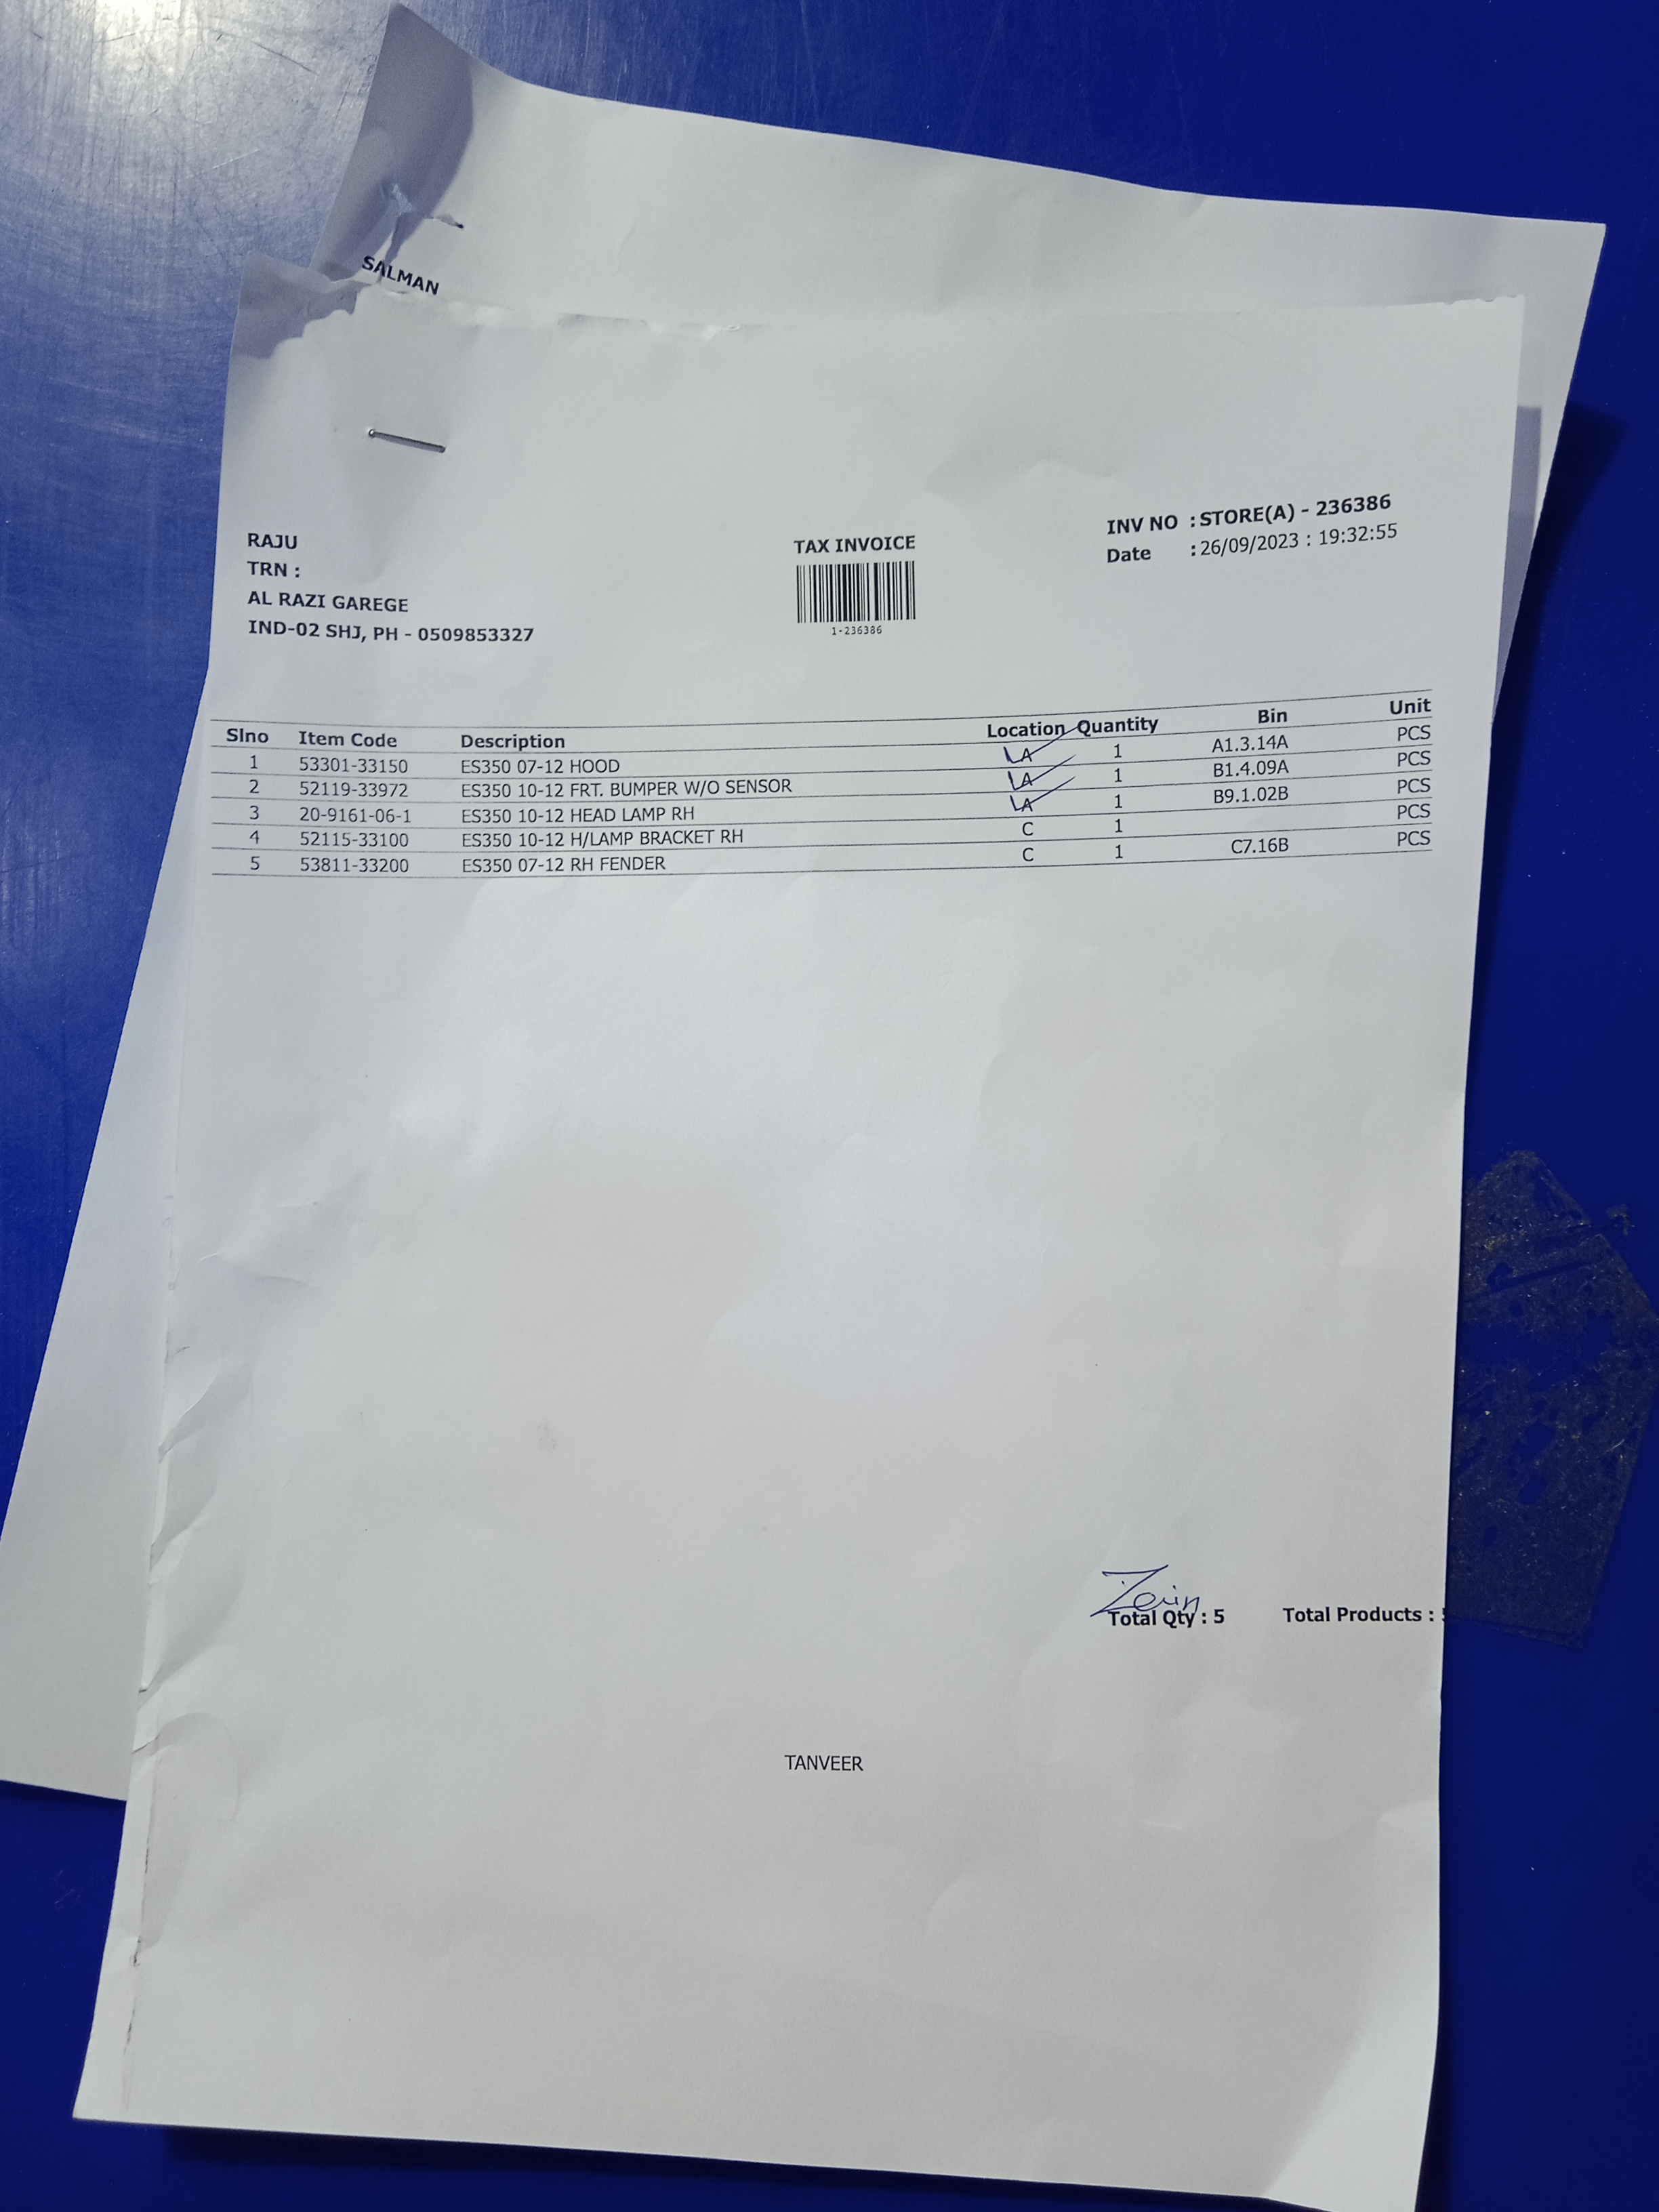 SALMAN
RAJU
TRN :
AL RAZI GAREGE
IND-02 SHJ, PH - 0509853327
TAX INVOICE
1-236386
INV NO : STORE(A) - 236386
Date : 26/09/2023 : 19:32:55
Slno Item Code Description Location Quantity Bin Unit
1 53301-33150 ES350 07-12 HOOD A 1 A1.3.14A PCS
2 52119-33972 ES350 10-12 FRT. BUMPER W/O SENSOR A 1 B1.4.09A PCS
3 20-9161-06-1 ES350 10-12 HEAD LAMP RH A 1 B9.1.02B PCS
4 52115-33100 ES350 10-12 H/LAMP BRACKET RH C 1 PCS
5 53811-33200 ES350 07-12 RH FENDER C 1 C7.16B PCS
Zein
Total Qty : 5 Total Products :
TANVEER